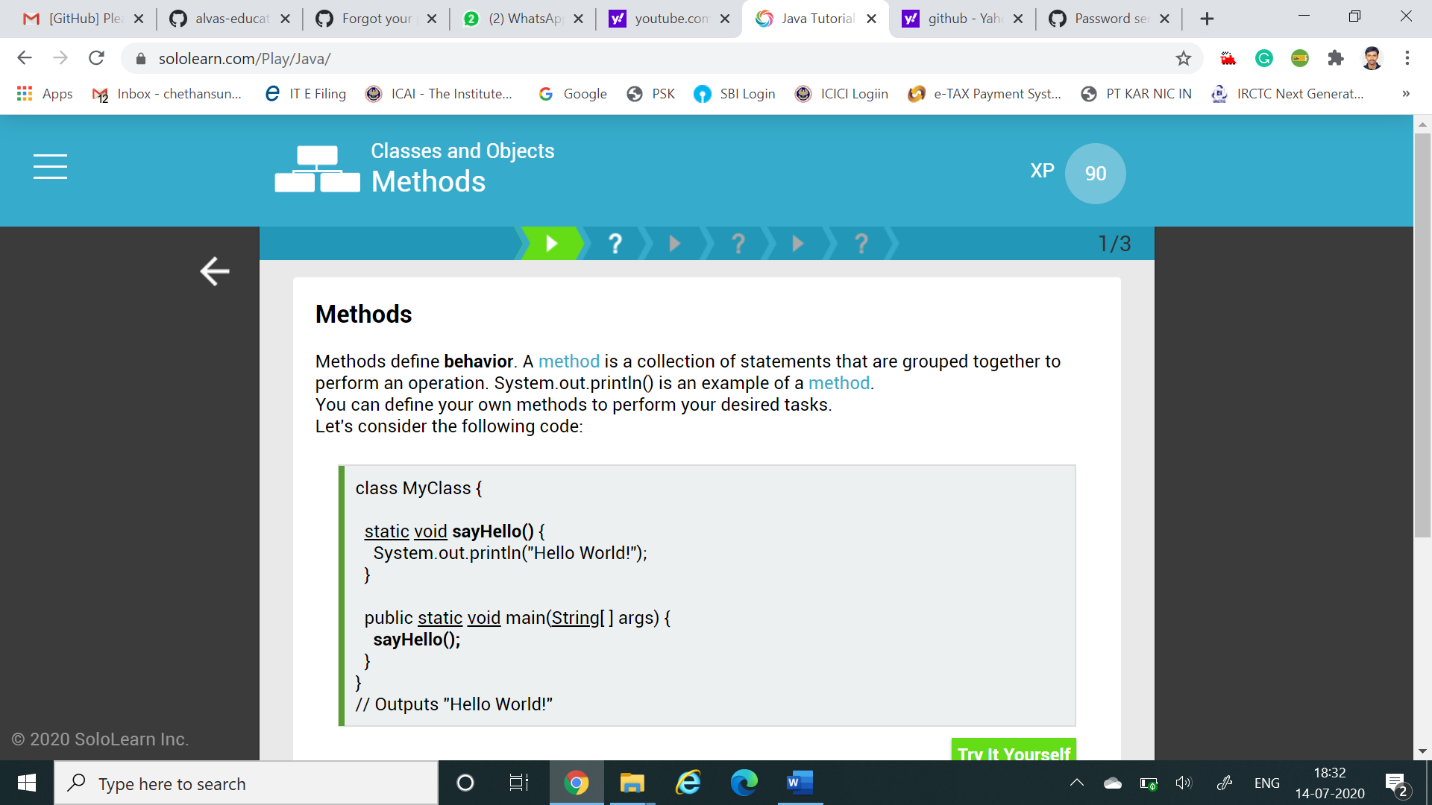 [GitHub] Ple
alvas-educat
Forgot your
(2) WhatsAp
youtube.com
Java Tutorial
github - Yah
Password se
sololearn.com/Play/Java/
Apps
Inbox - chethansun...
IT E Filing
ICAI - The Institute...
Google
PSK
SBI Login
ICICI Logiin
e-TAX Payment Syst...
PT KAR NIC IN
IRCTC Next Generat...
»
Classes and Objects
Methods
XP 90
? ? ?
1/3
Methods
Methods define behavior. A method is a collection of statements that are grouped together to
perform an operation. System.out.println() is an example of a method.
You can define your own methods to perform your desired tasks.
Let's consider the following code:
class MyClass {
static void sayHello() {
System.out.println("Hello World!");
}
public static void main(String[ ] args) {
sayHello();
}
}
// Outputs "Hello World!"
Try It Yourself
© 2020 SoloLearn Inc.
Type here to search
ENG
18:32
14-07-2020
2